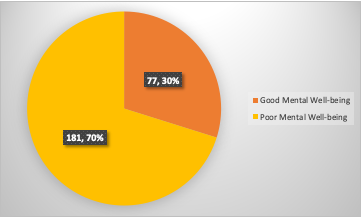 77, 30%
181, 70%
Good Mental Well-being
Poor Mental Well-being